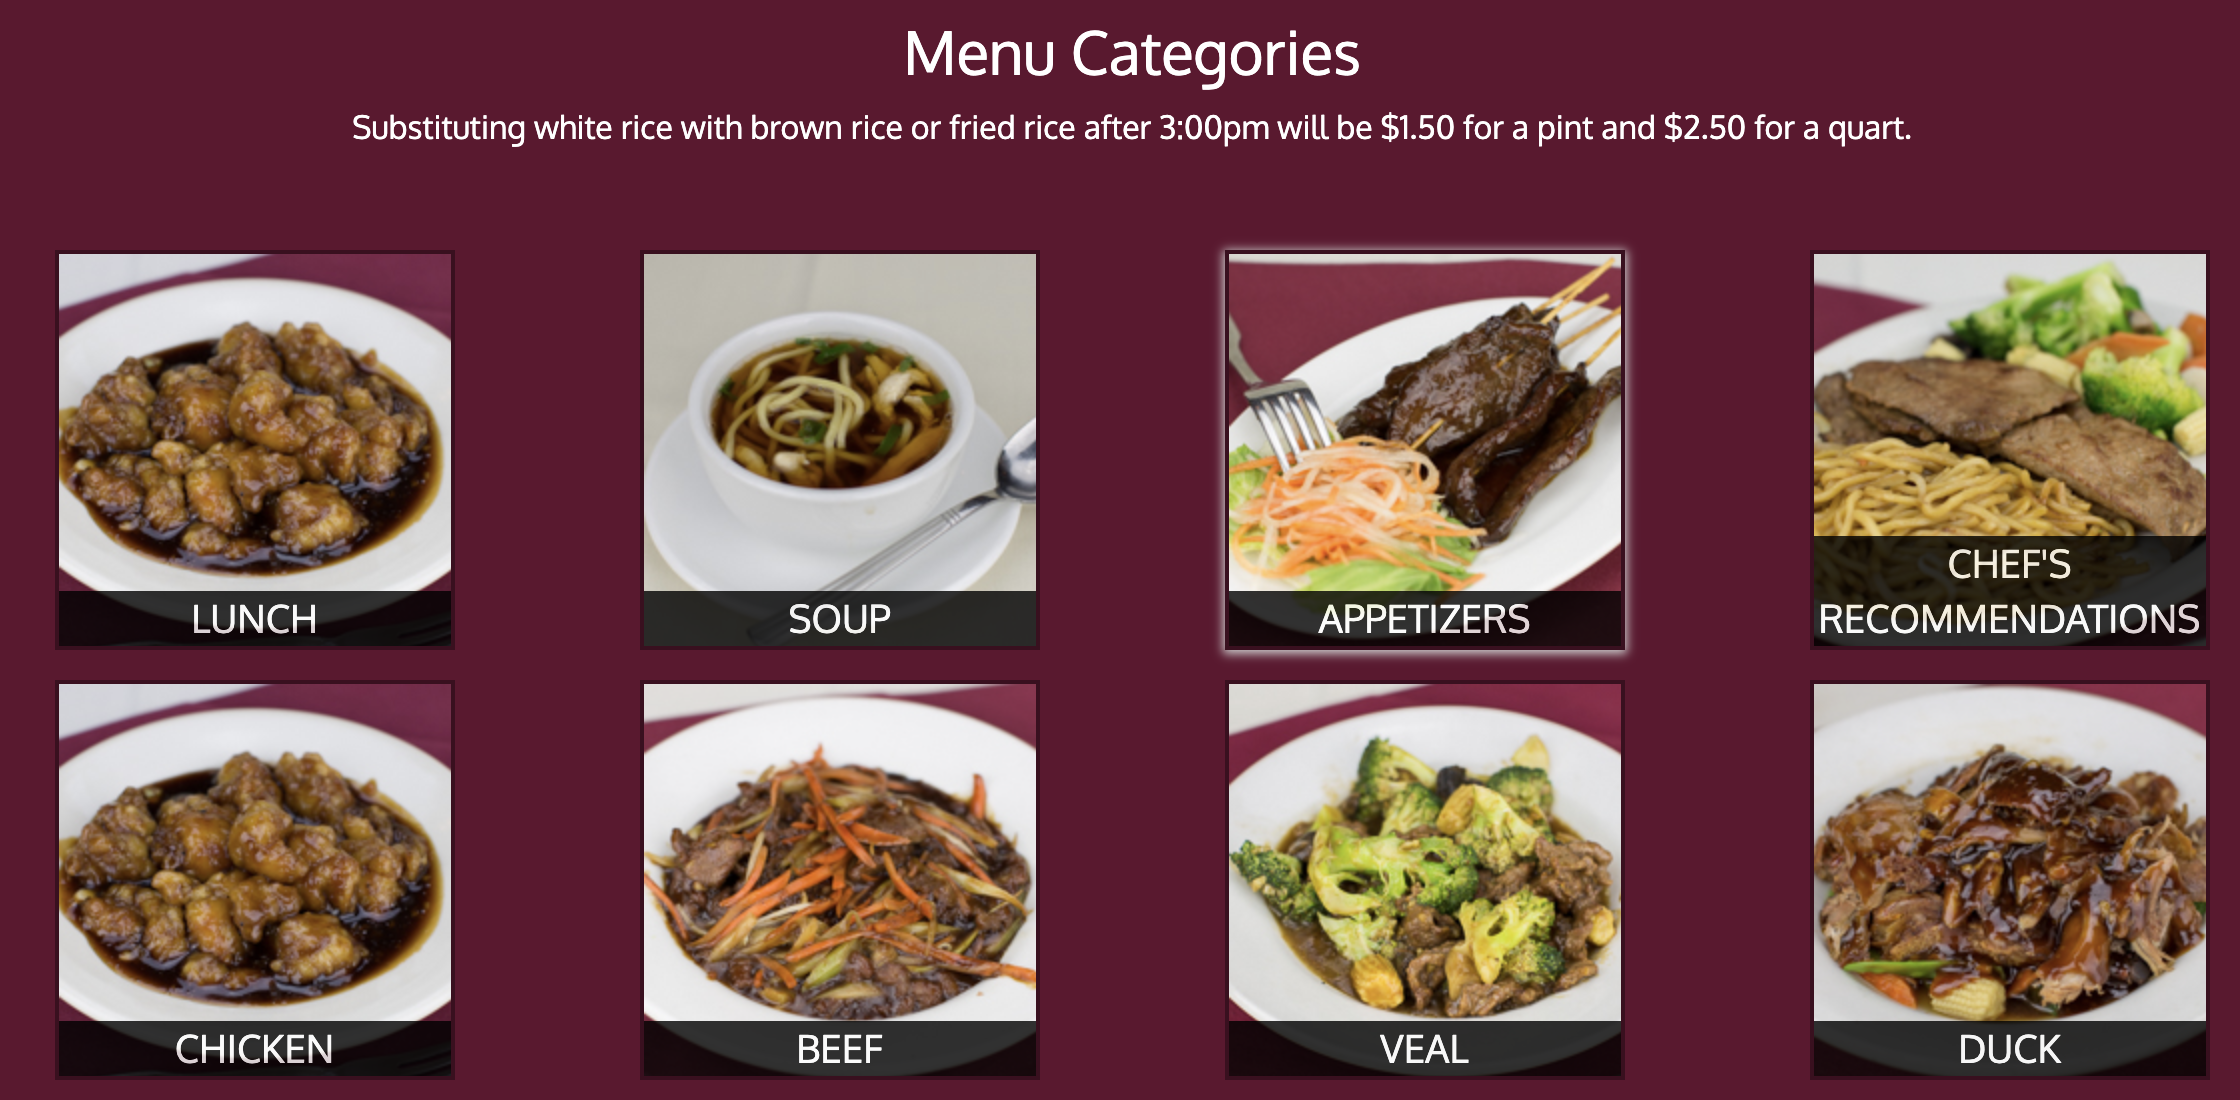 Menu Categories
Substituting white rice with brown rice or fried rice after 3:00pm will be $1.50 for a pint and $2.50 for a quart.
LUNCH
SOUP
APPETIZERS
CHEF'S
RECOMMENDATIONS
CHICKEN
BEEF
VEAL
DUCK